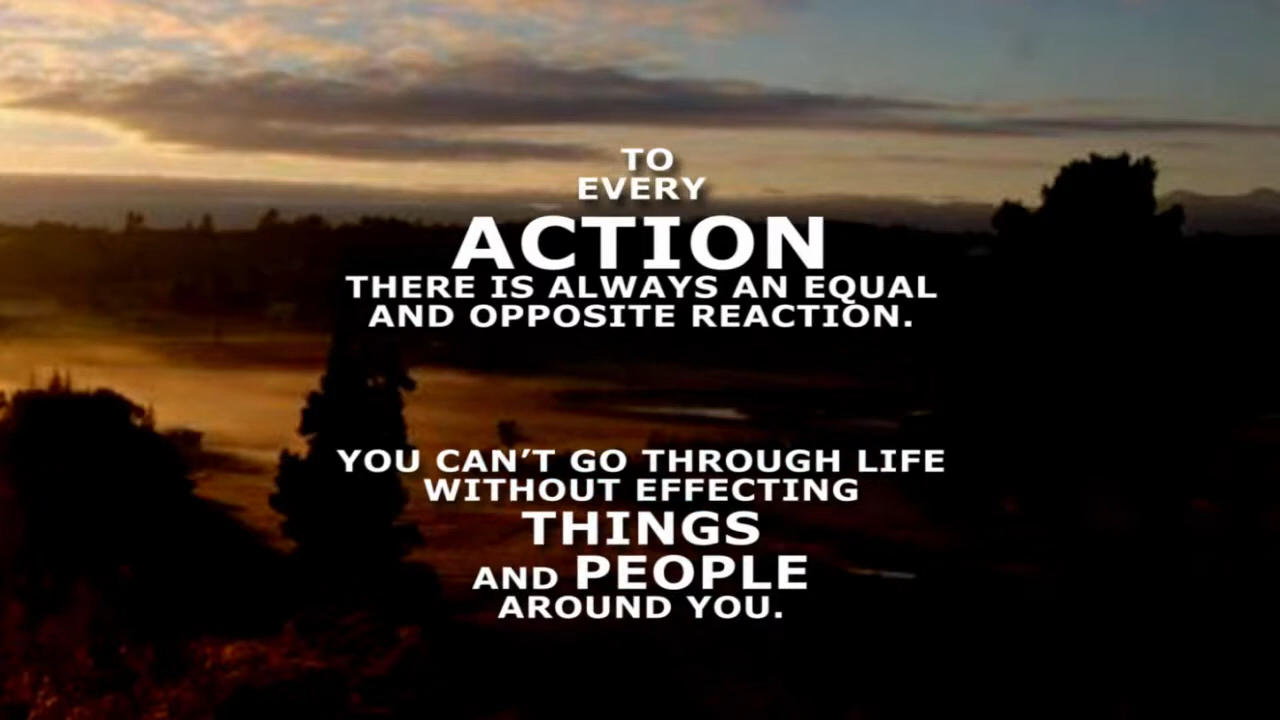 TO
EVERY
ACTION
THERE IS ALWAYS AN EQUAL
AND OPPOSITE REACTION.
YOU CAN’T GO THROUGH LIFE
WITHOUT EFFECTING
THINGS
AND PEOPLE
AROUND YOU.